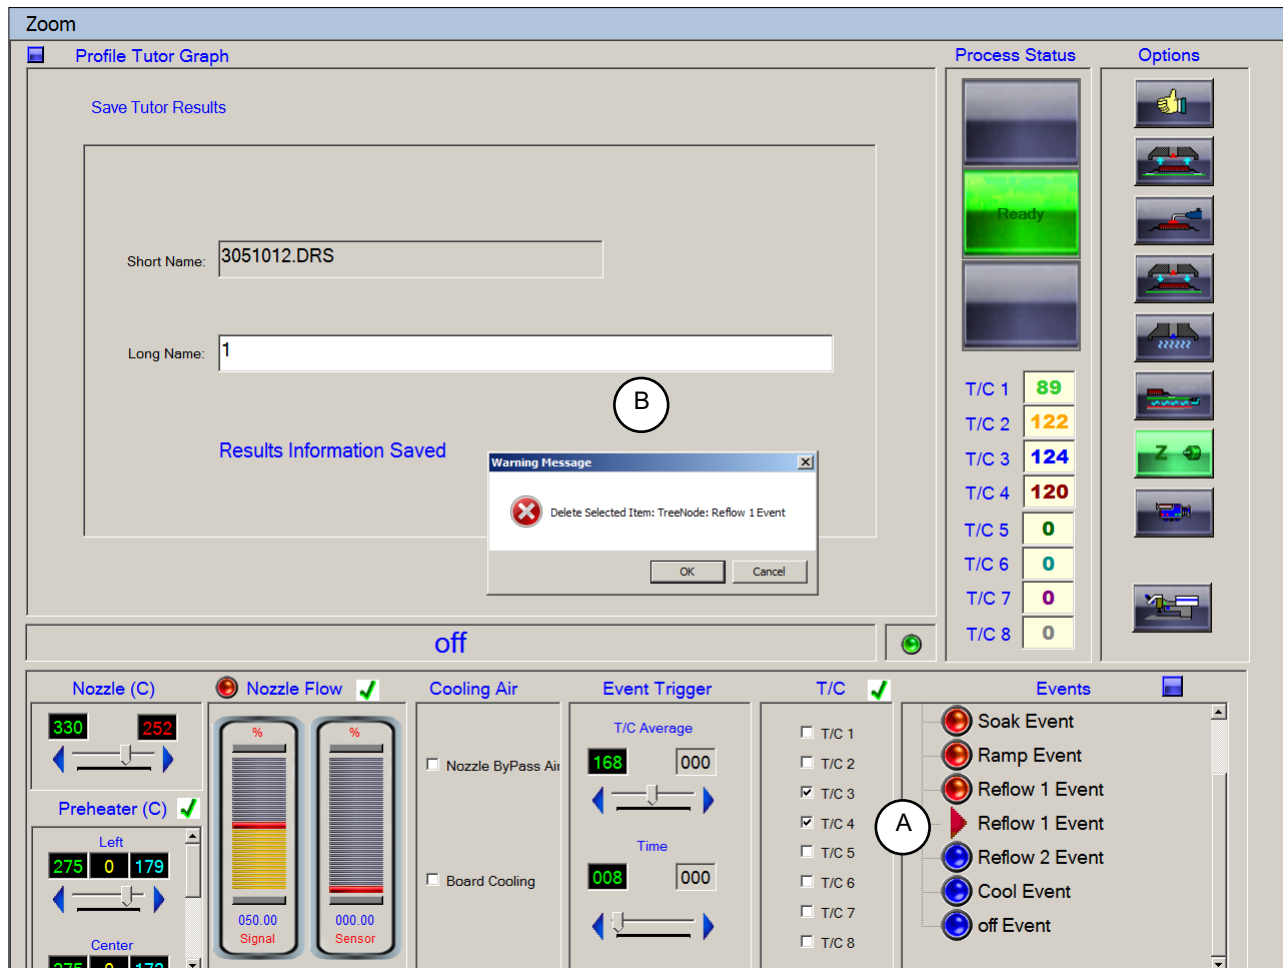 Zoom
Profile Tutor Graph
Process Status
Options
Save Tutor Results
Ready
Short Name: 3051012.DRS
Long Name: 1
B
Results Information Saved
Warning Message
Delete Selected Item: TreeNode: Reflow 1 Event
OK Cancel
T/C 1 89
T/C 2 122
T/C 3 124
T/C 4 120
T/C 5 0
T/C 6 0
T/C 7 0
T/C 8 0
Z
off
Nozzle (C)
330 252
Preheater (C)
Left
275 0 179
Center
275 0 173
Nozzle Flow
% %
050.00 000.00
Signal Sensor
Cooling Air
Nozzle ByPass Air
Board Cooling
Event Trigger
T/C Average
168 000
Time
008 000
T/C
T/C 1
T/C 2
T/C 3
T/C 4
T/C 5
T/C 6
T/C 7
T/C 8
Events
Soak Event
Ramp Event
Reflow 1 Event
A
Reflow 1 Event
Reflow 2 Event
Cool Event
off Event